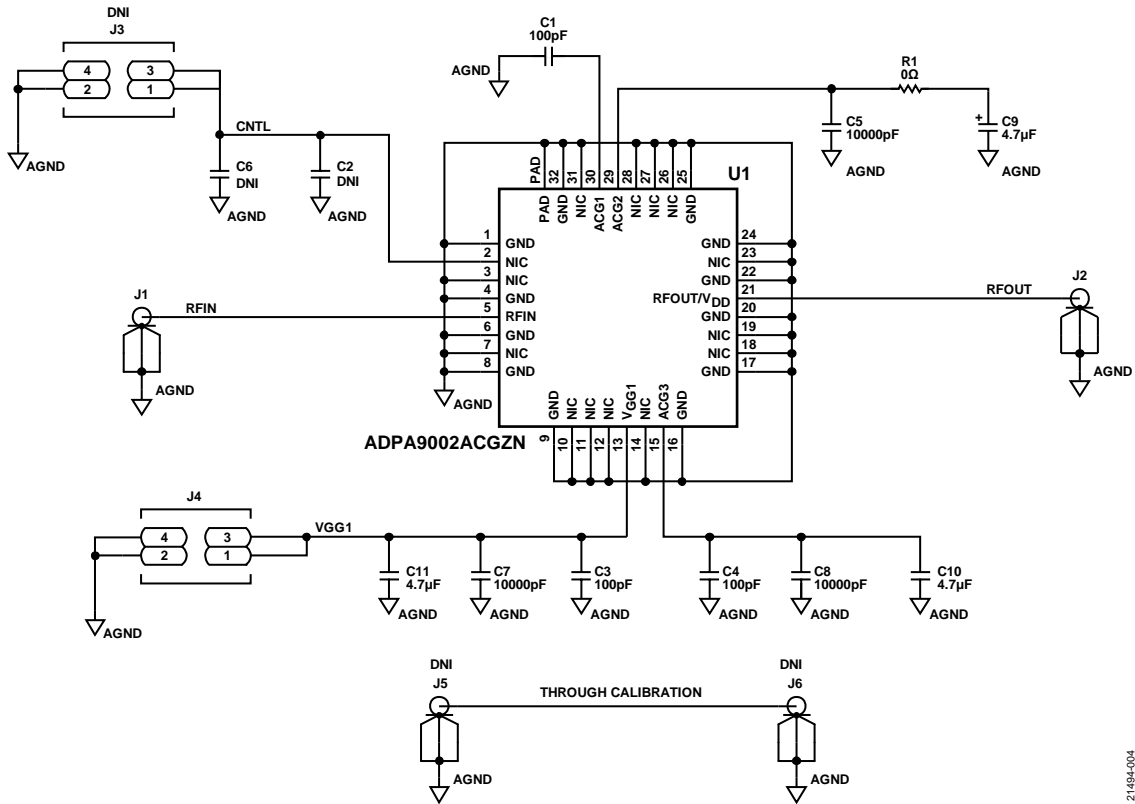 DNI
J3
4 3
2 1
AGND
CNTL
C6
DNI
AGND
C2
DNI
AGND
C1
100pF
AGND
R1
0Ω
C5
10000pF
AGND
+
C9
4.7µF
AGND
U1
PAD 32 31 30 29 28 27 26 25
PAD GND NIC ACG1 ACG2 NIC NIC NIC GND
1 GND
2 NIC
3 NIC
4 GND
5 RFIN
6 GND
7 NIC
8 GND
AGND
24 GND
23 NIC
22 GND
21 RFOUT/VDD
20 GND
19 NIC
18 NIC
17 GND
GND NIC NIC NIC VGG1 NIC ACG3 GND
9 10 11 12 13 14 15 16
ADPA9002ACGZN
J1
RFIN
AGND
J2
RFOUT
AGND
J4
4 3
2 1
AGND
VGG1
C11
4.7µF
AGND
C7
10000pF
AGND
C3
100pF
AGND
C4
100pF
AGND
C8
10000pF
AGND
C10
4.7µF
AGND
DNI
J5
AGND
THROUGH CALIBRATION
DNI
J6
AGND
21494-004